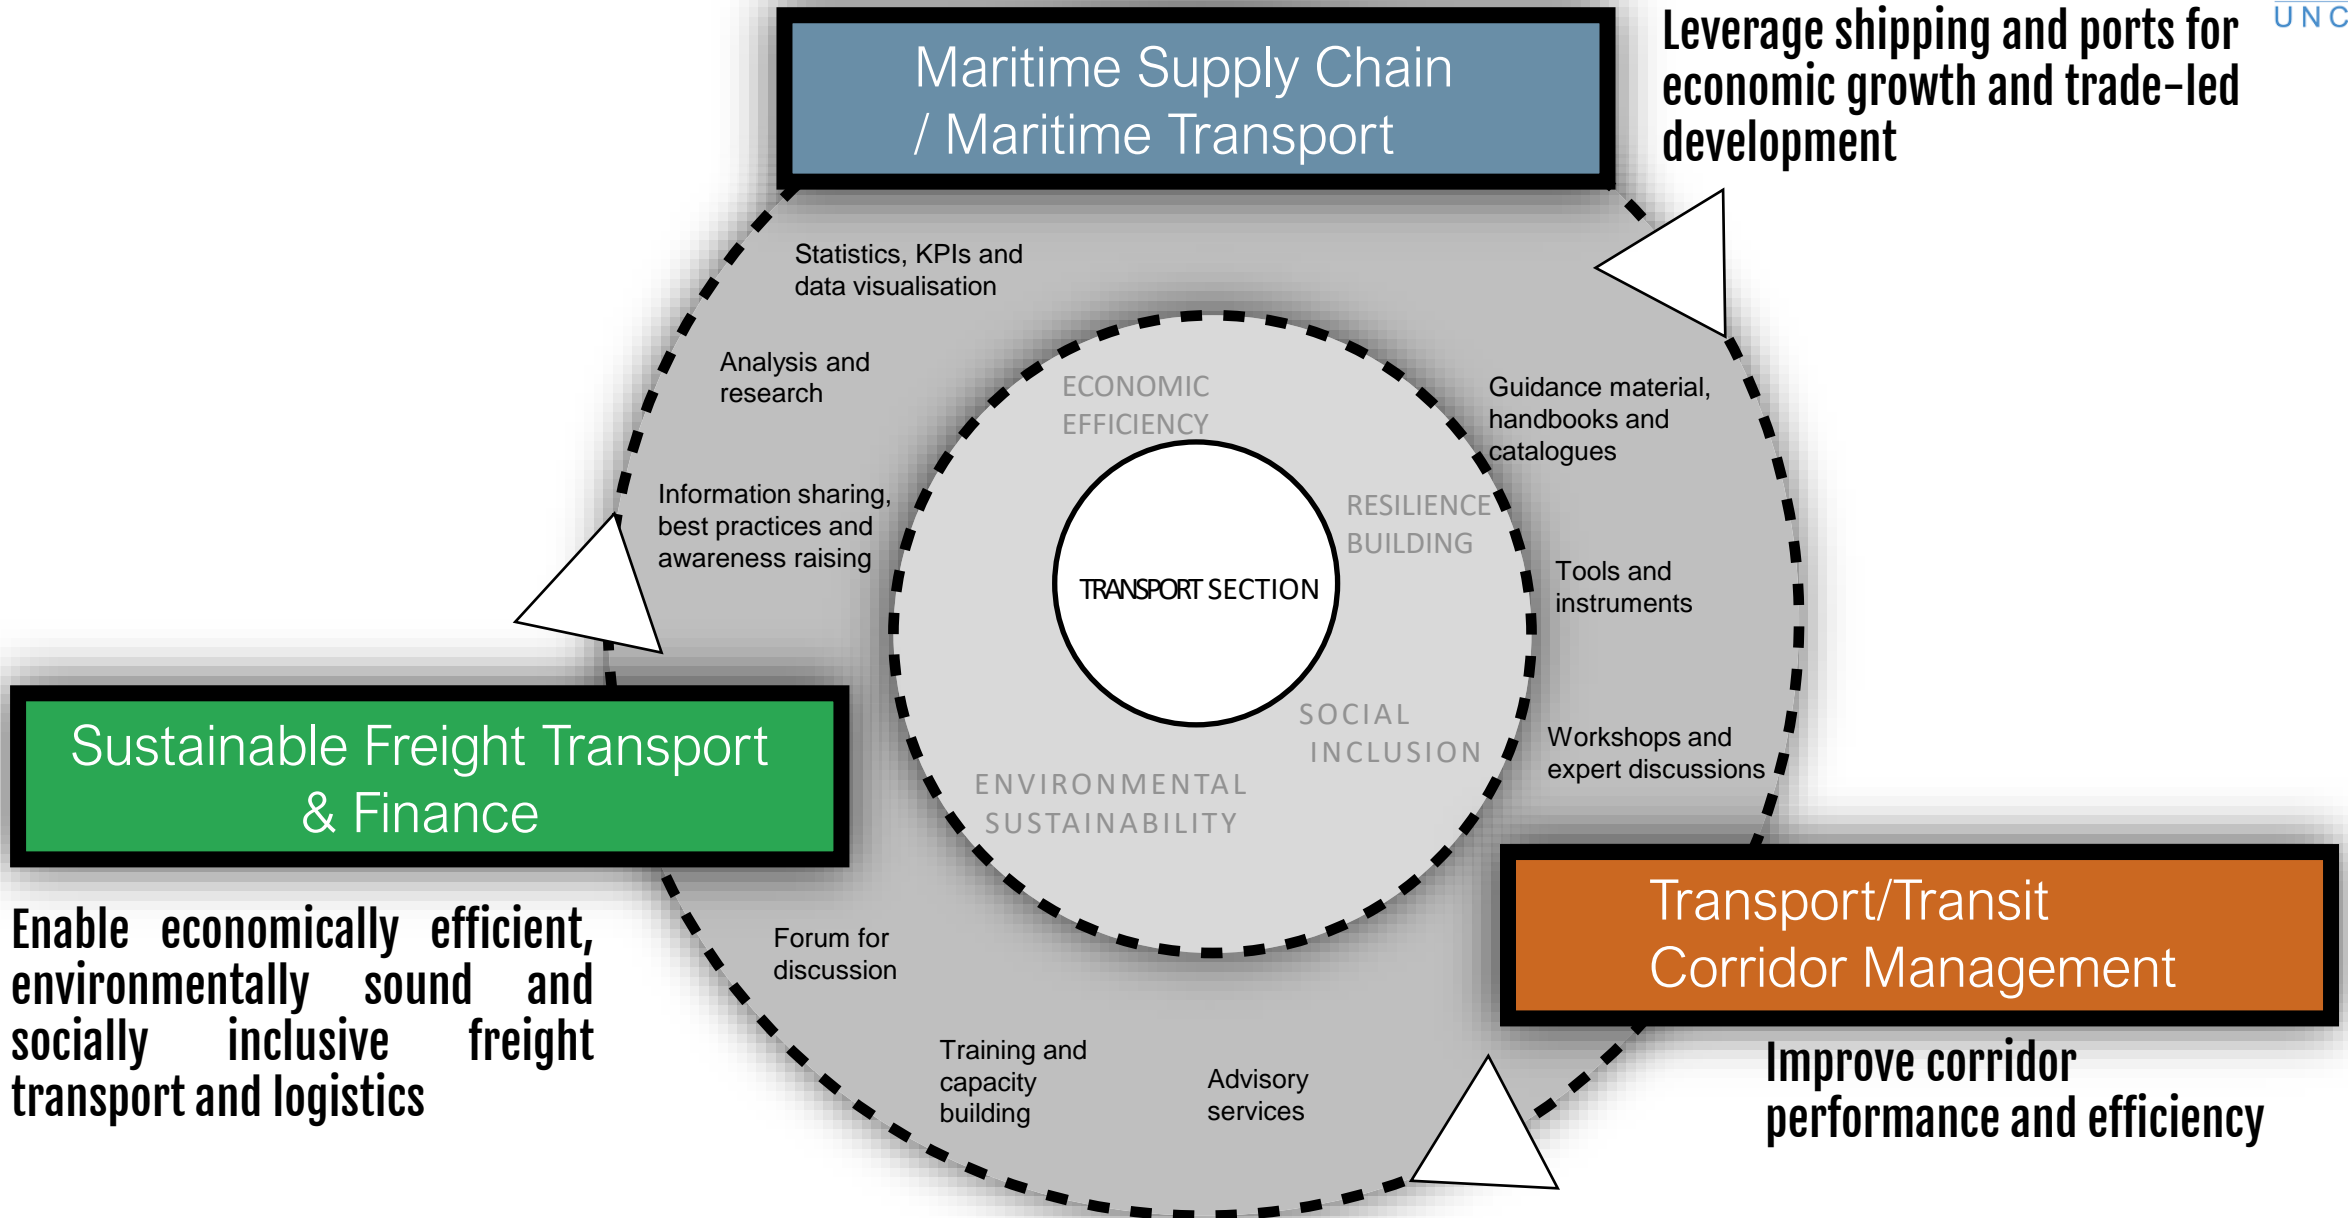 Maritime Supply Chain
/ Maritime Transport
Leverage shipping and ports for
economic growth and trade-led
development
UNC
Statistics, KPIs and
data visualisation
Analysis and
research
Information sharing,
best practices and
awareness raising
ECONOMIC
EFFICIENCY
RESILIENCE
BUILDING
TRANSPORT SECTION
SOCIAL
INCLUSION
ENVIRONMENTAL
SUSTAINABILITY
Guidance material,
handbooks and
catalogues
Tools and
instruments
Workshops and
expert discussions
Sustainable Freight Transport
& Finance
Enable economically efficient,
environmentally sound and
socially inclusive freight
transport and logistics
Forum for
discussion
Training and
capacity
building
Advisory
services
Transport/Transit
Corridor Management
Improve corridor
performance and efficiency